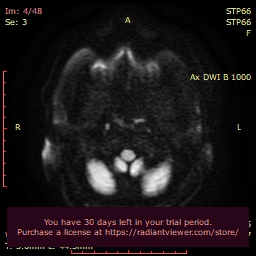 Im: 4/48
Se: 3
A
STP66
STP66
F
Ax DWI B 1000
R
L
You have 30 days left in your trial period.
Purchase a license at https://radiantviewer.com/store/